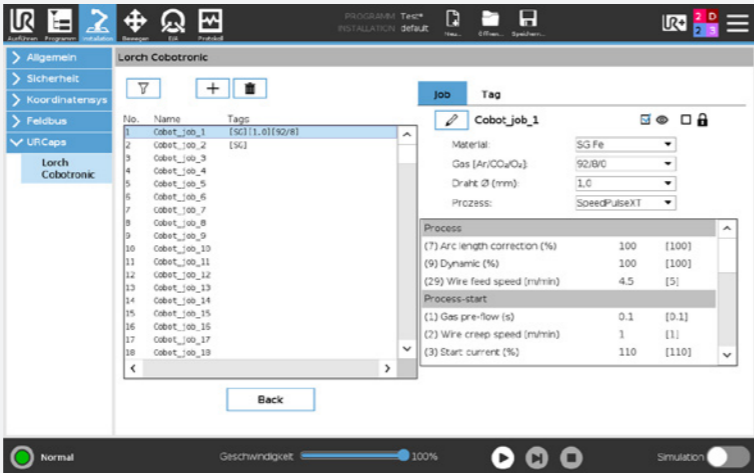 UR
Ausführen Programm Installation Bewegen E/A Protokoll
PROGRAMM Test*
INSTALLATION default
Neu... Öffnen... Speichern...
UR+
2 D
2 3
Allgemein
Sicherheit
Koordinatensys
Feldbus
URCaps
Lorch
Cobotronic
Lorch Cobotronic
No. Name Tags
1 Cobot_job_1 [SG][1.0][92/8]
2 Cobot_job_2 [SG]
3 Cobot_job_3
4 Cobot_job_4
5 Cobot_job_5
6 Cobot_job_6
7 Cobot_job_7
8 Cobot_job_8
9 Cobot_job_9
10 Cobot_job_10
11 Cobot_job_11
12 Cobot_job_12
13 Cobot_job_13
14 Cobot_job_14
15 Cobot_job_15
16 Cobot_job_16
17 Cobot_job_17
18 Cobot_job_18
Back
Job Tag
Cobot_job_1
Material: SG Fe
Gas [Ar/CO₂/O₂]: 92/8/0
Draht Ø (mm): 1,0
Prozess: SpeedPulseXT
Process
(7) Arc length correction (%) 100 [100]
(9) Dynamic (%) 100 [100]
(29) Wire feed speed (m/min) 4.5 [5]
Process-start
(1) Gas pre-flow (s) 0.1 [0.1]
(2) Wire creep speed (m/min) 1 [1]
(3) Start current (%) 110 [110]
Normal
Geschwindigkeit 100%
Simulation